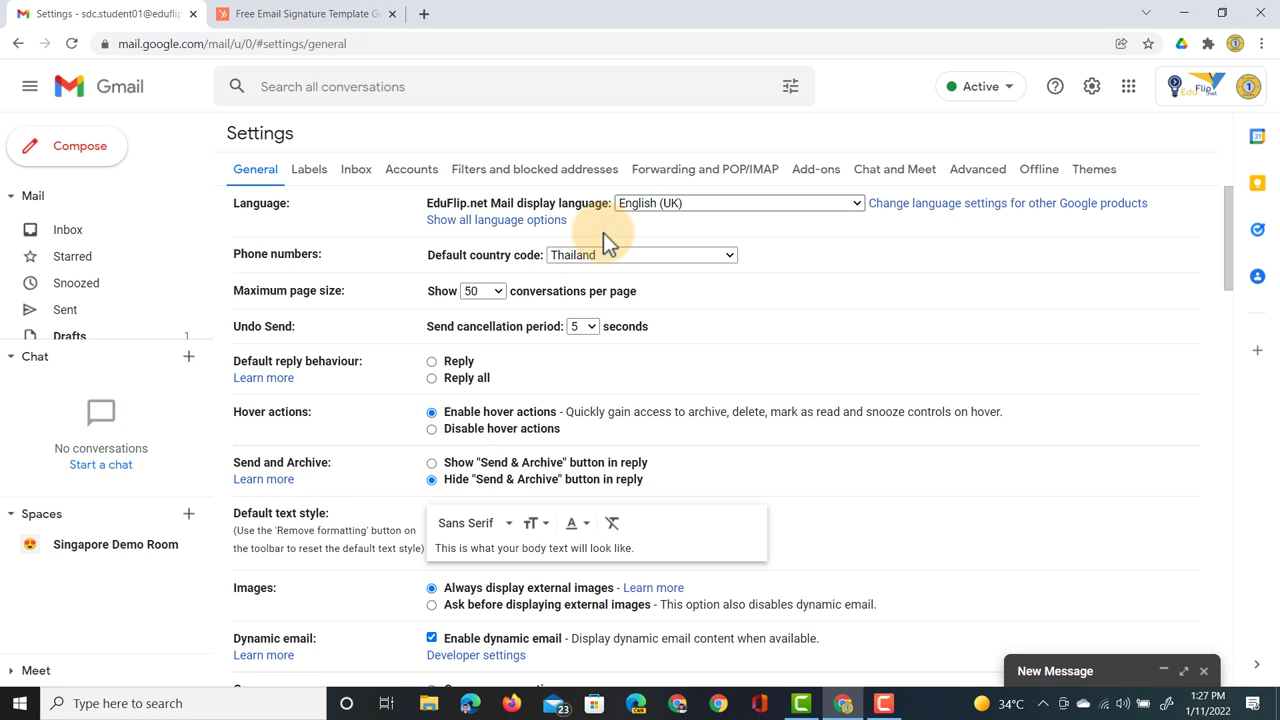 Settings - sdc.student01@eduflip
Free Email Signature Template Ge
mail.google.com/mail/u/0/#settings/general
Gmail
Search all conversations
Active
EduFlip.net
1
Compose
Mail
Inbox
Starred
Snoozed
Sent
Drafts 1
Chat
No conversations
Start a chat
Spaces
Singapore Demo Room
Meet
Settings
General Labels Inbox Accounts Filters and blocked addresses Forwarding and POP/IMAP Add-ons Chat and Meet Advanced Offline Themes
Language: EduFlip.net Mail display language: English (UK) Change language settings for other Google products
Show all language options
Phone numbers: Default country code: Thailand
Maximum page size: Show 50 conversations per page
Undo Send: Send cancellation period: 5 seconds
Default reply behaviour: Reply
Learn more Reply all
Hover actions: Enable hover actions - Quickly gain access to archive, delete, mark as read and snooze controls on hover.
Disable hover actions
Send and Archive: Show "Send & Archive" button in reply
Learn more Hide "Send & Archive" button in reply
Default text style: Sans Serif
(Use the 'Remove formatting' button on
the toolbar to reset the default text style) This is what your body text will look like.
Images: Always display external images - Learn more
Ask before displaying external images - This option also disables dynamic email.
Dynamic email: Enable dynamic email - Display dynamic email content when available.
Learn more Developer settings
31
New Message
Type here to search
23
CAN
34°C
1:27 PM
1/11/2022